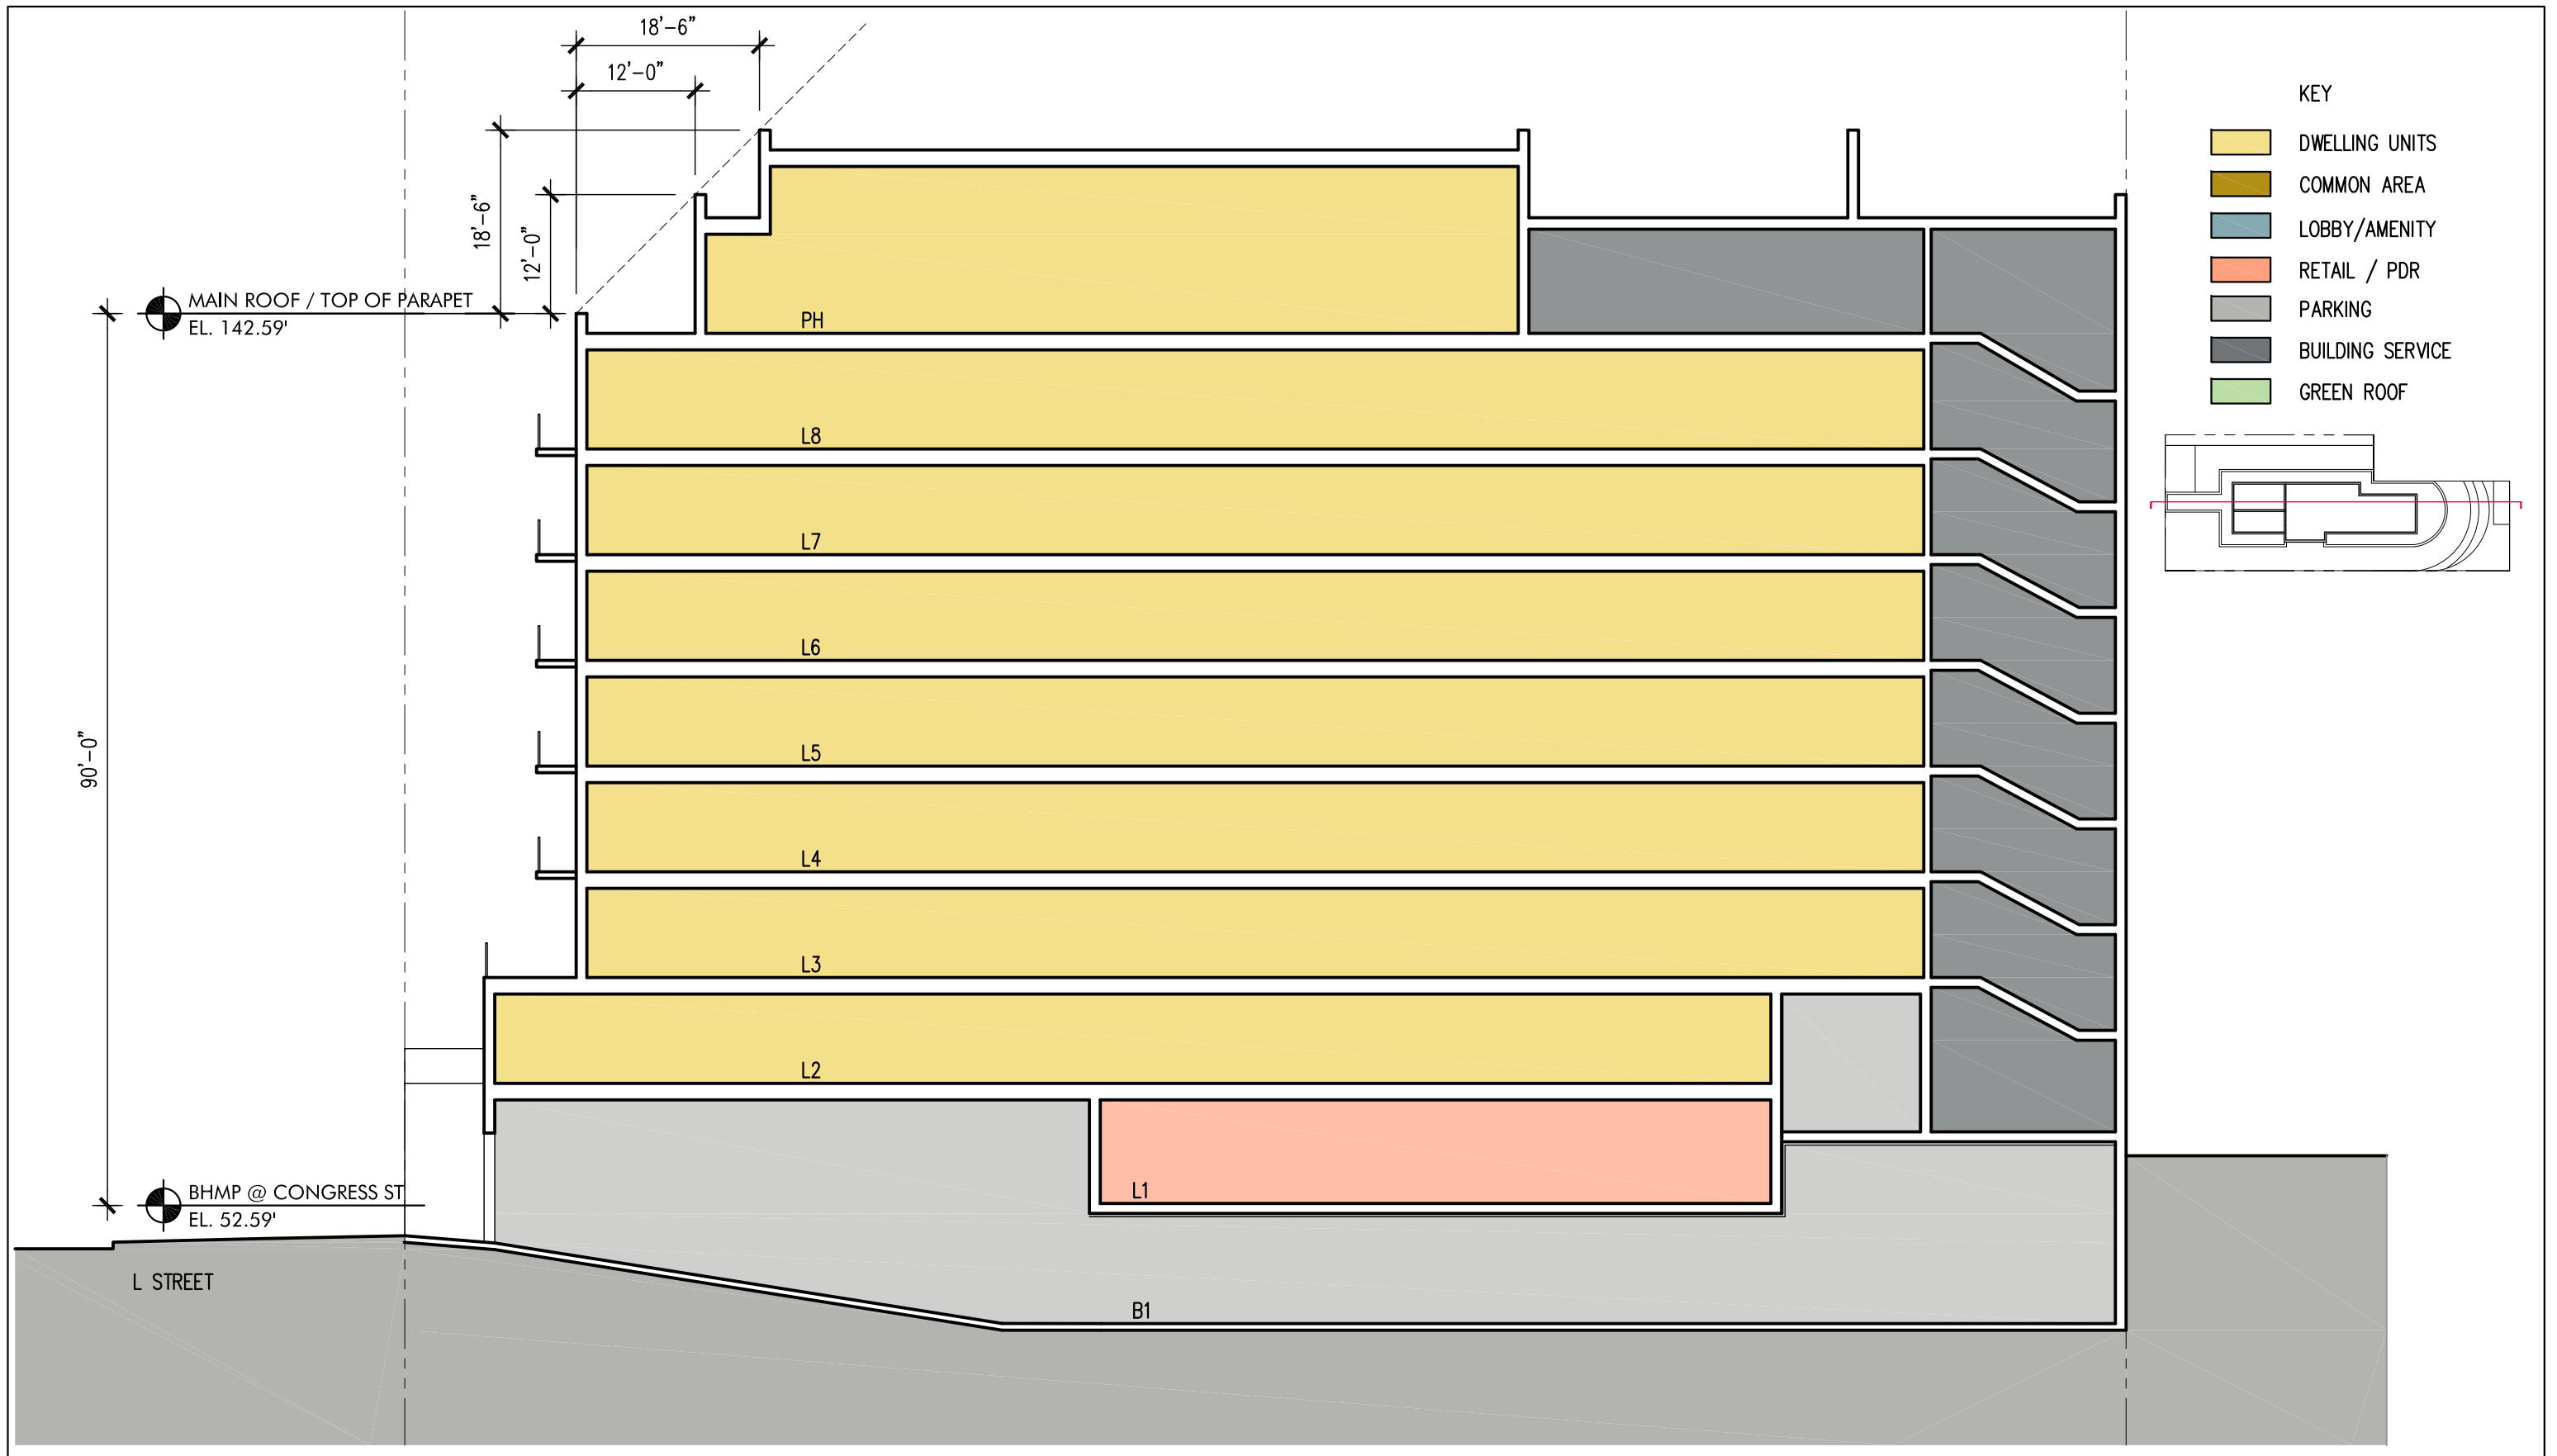 18'-6"
12'-0"
18'-6"
12'-0"
MAIN ROOF / TOP OF PARAPET
EL. 142.59'
90'-0"
BHMP @ CONGRESS ST
EL. 52.59'
L STREET
PH
L8
L7
L6
L5
L4
L3
L2
L1
B1
KEY
DWELLING UNITS
COMMON AREA
LOBBY/AMENITY
RETAIL / PDR
PARKING
BUILDING SERVICE
GREEN ROOF